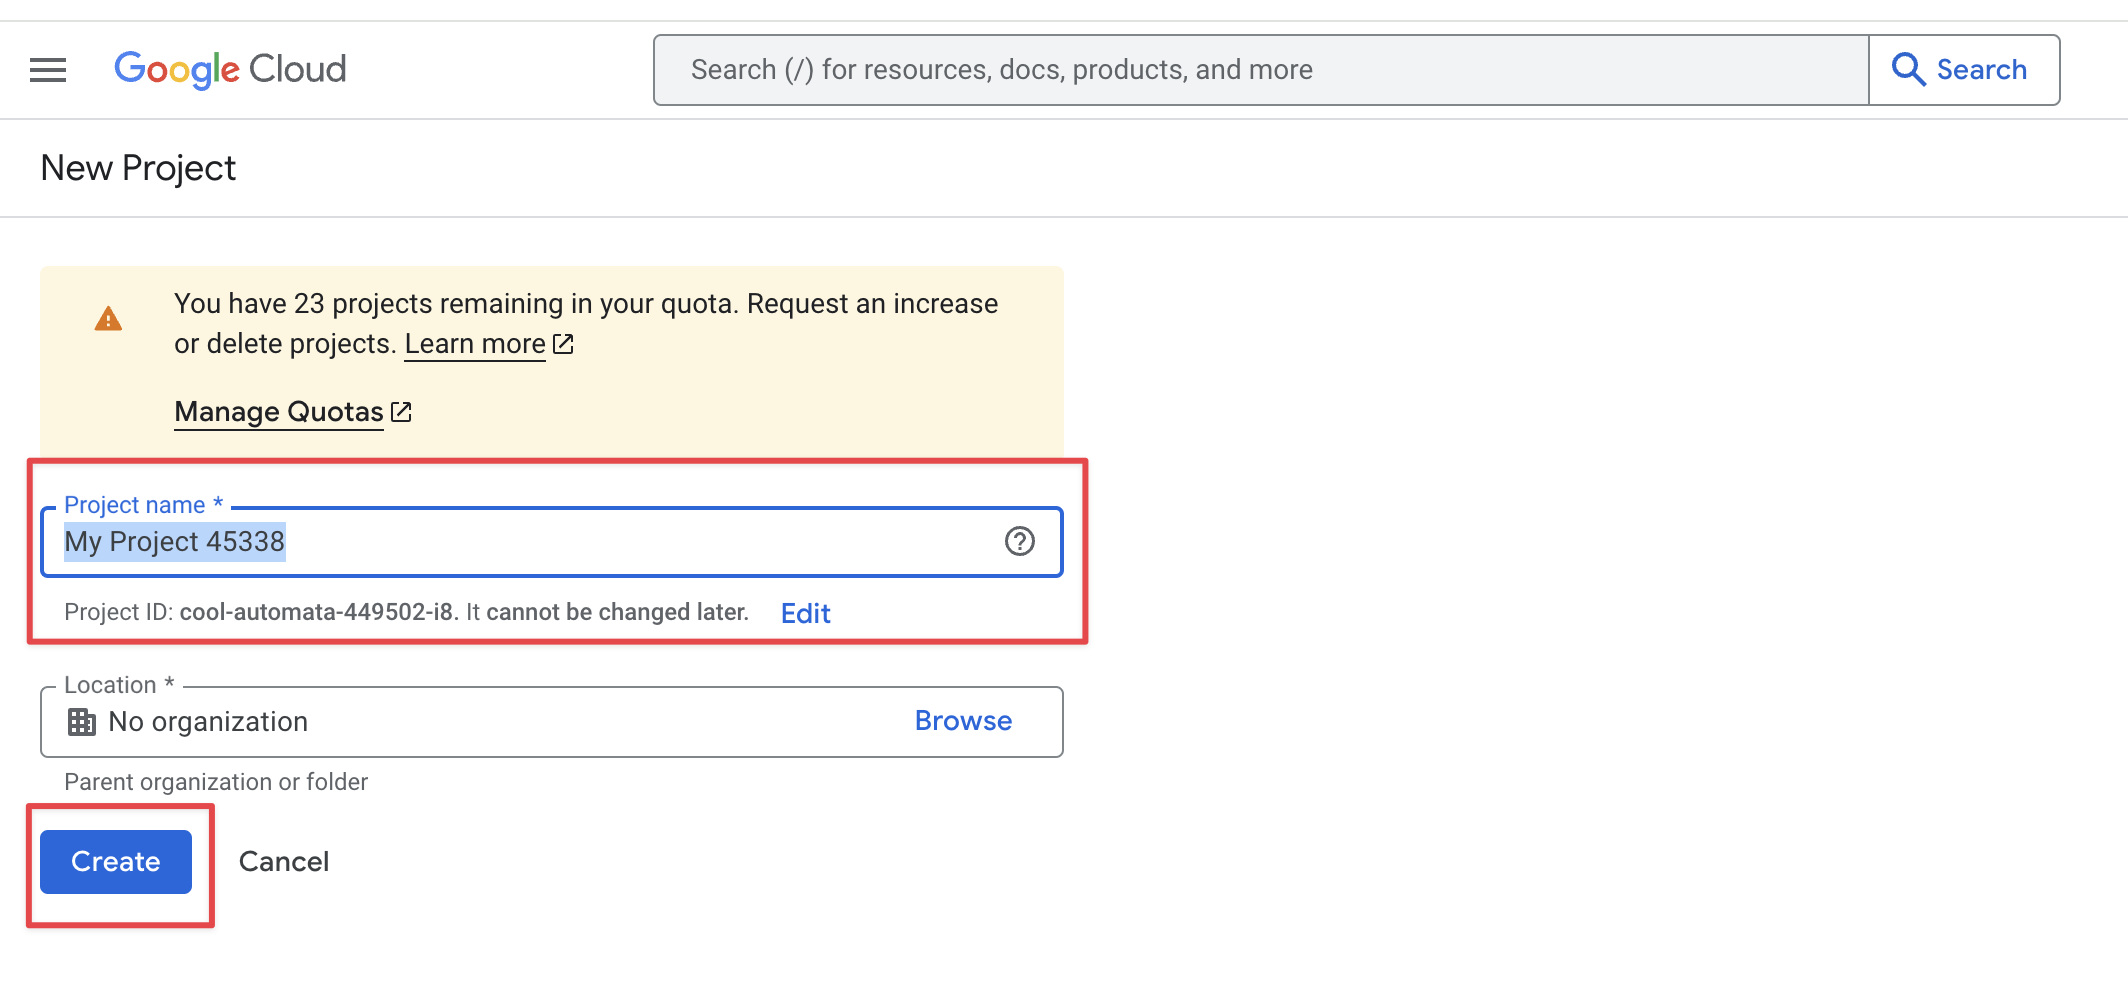 Google Cloud
Search (/) for resources, docs, products, and more
Search
New Project
You have 23 projects remaining in your quota. Request an increase
or delete projects. Learn more
Manage Quotas
Project name *
My Project 45338
Project ID: cool-automata-449502-i8. It cannot be changed later. Edit
Location *
No organization
Browse
Parent organization or folder
Create
Cancel